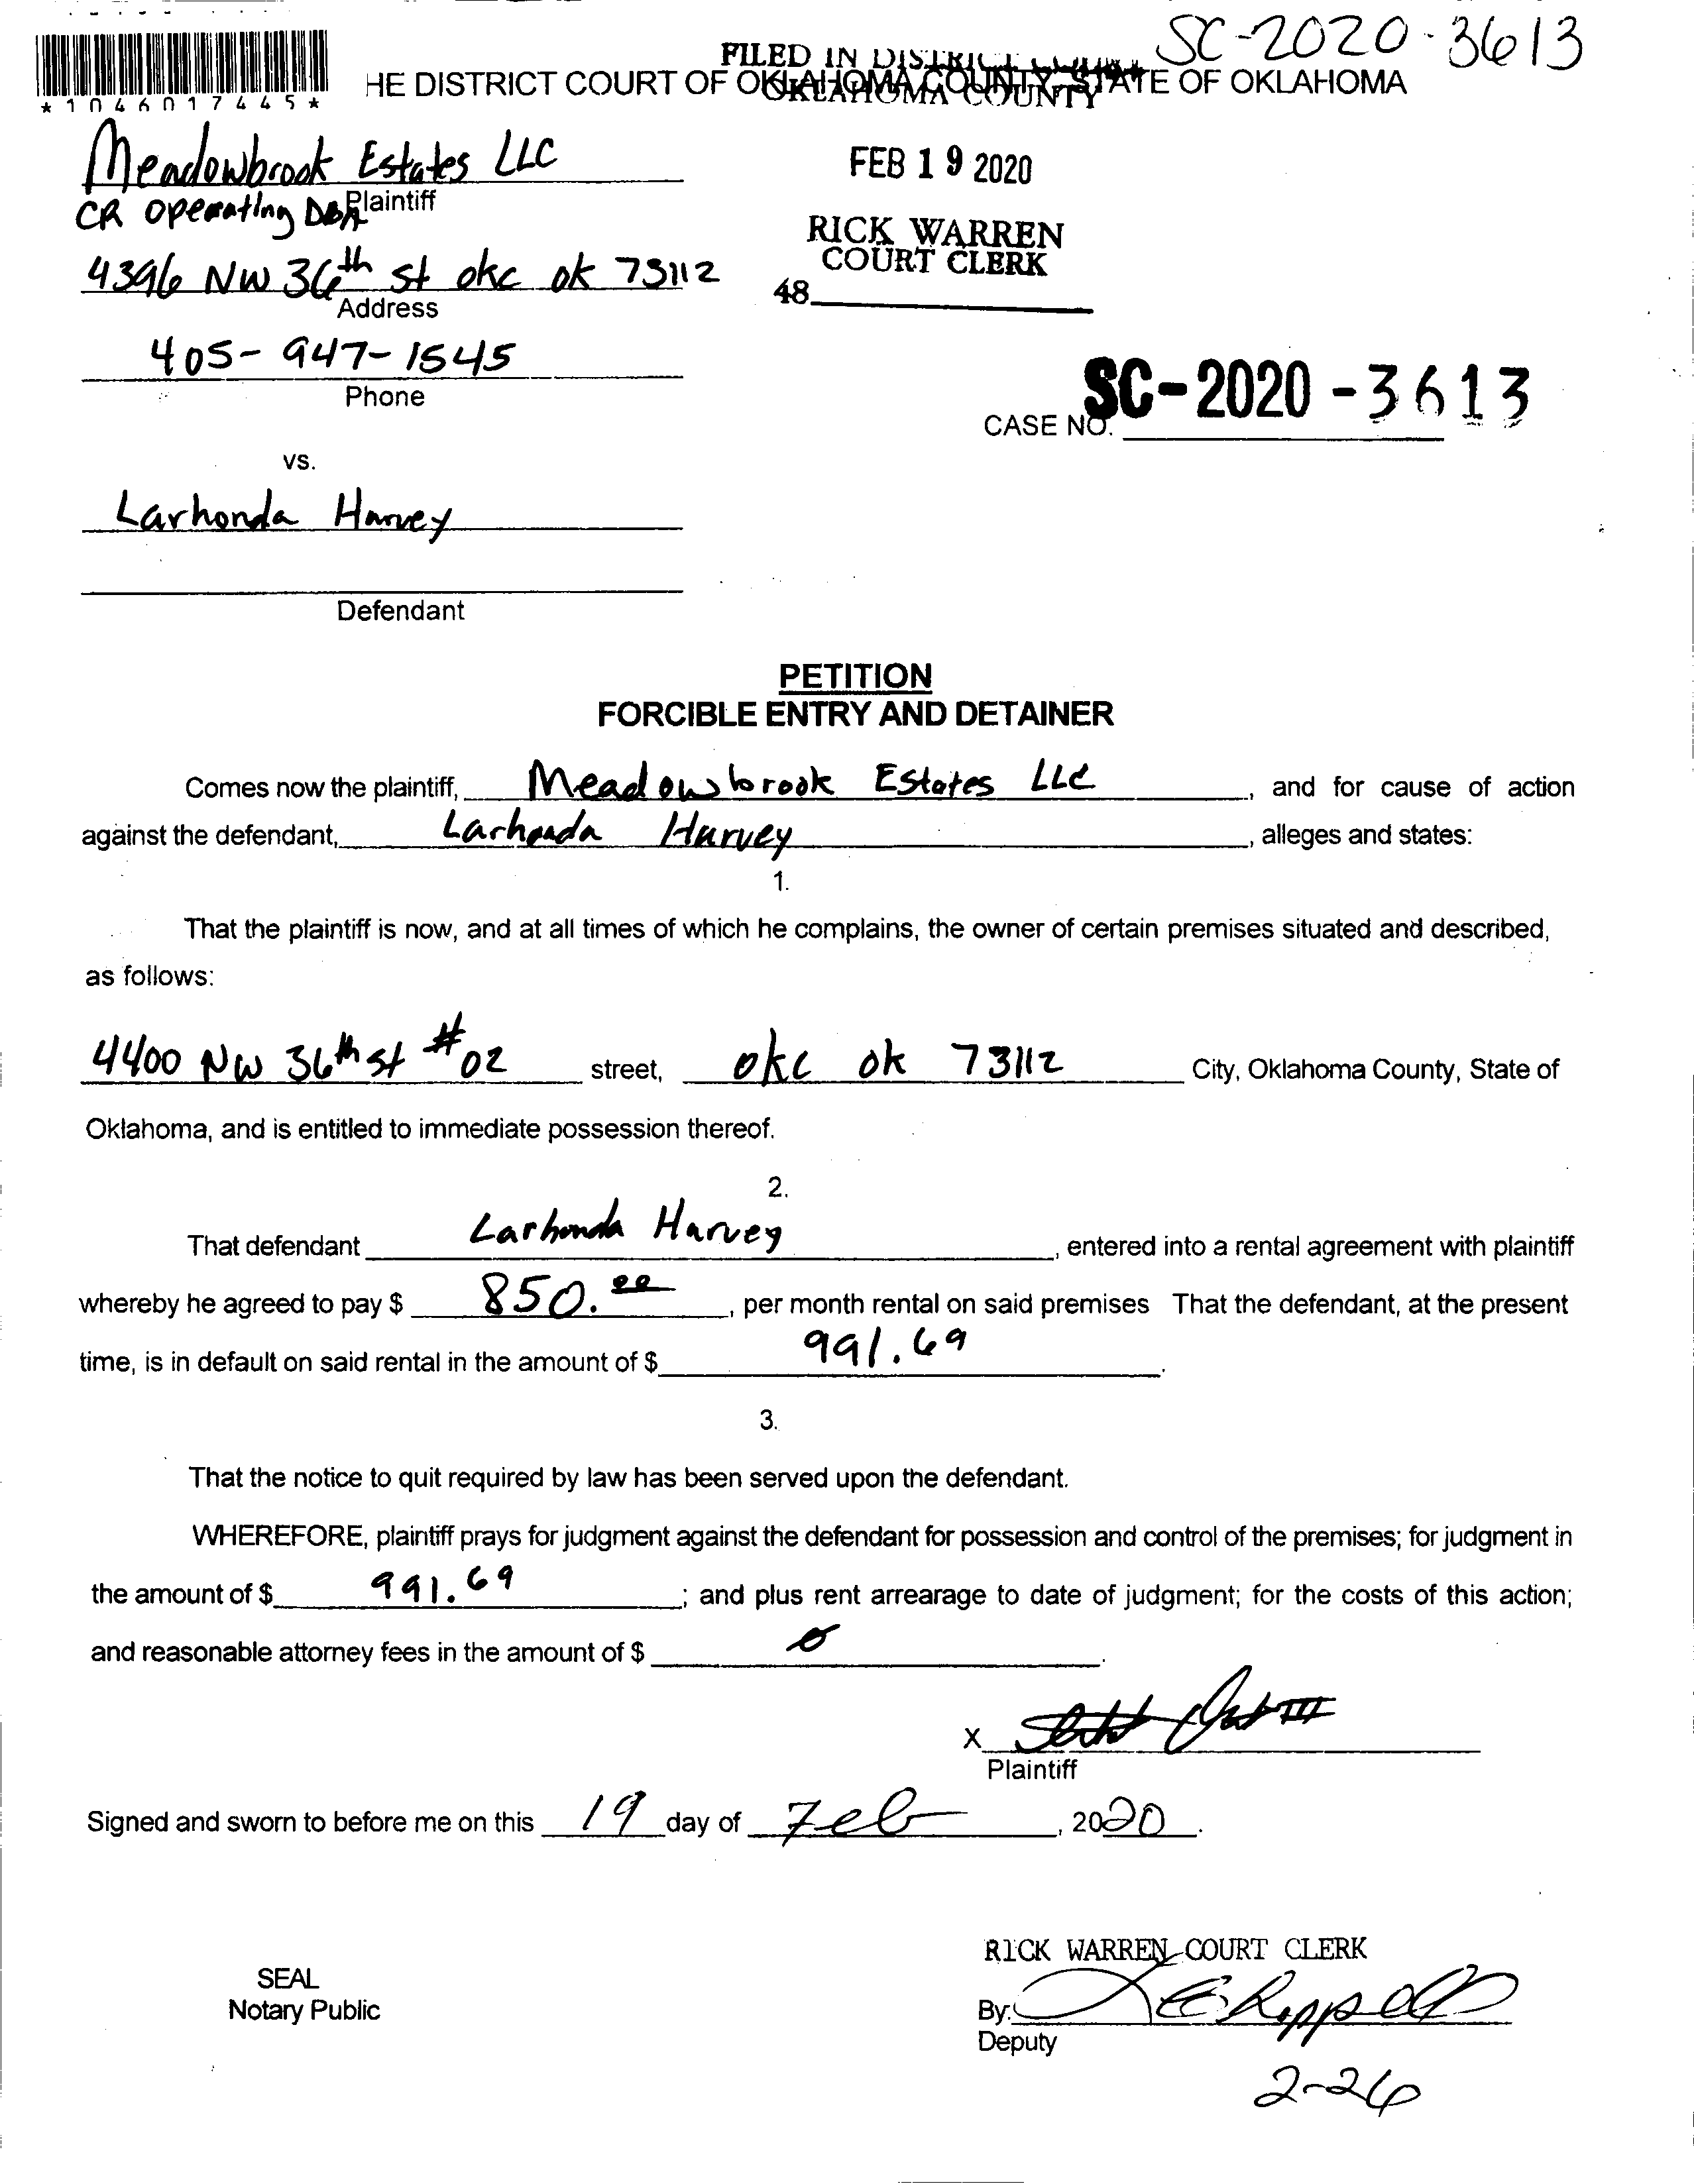 SC-2020-3613
FILED IN DISTRICT COURT
HE DISTRICT COURT OF OKLAHOMA COUNTY, STATE OF OKLAHOMA
OKLAHOMA COUNTY
*1046017445*
Meadowbrook Estates LLC
Plaintiff
CR Operating DBA
FEB 19 2020
RICK WARREN
COURT CLERK
4396 NW 36th st okc ok 73112
Address
48
405-947-1545
Phone
CASE NO. SC-2020-3613
vs.
Larhonda Harvey
Defendant
PETITION
FORCIBLE ENTRY AND DETAINER
Comes now the plaintiff, Meadowbrook Estates LLC, and for cause of action
against the defendant, Larhonda Harvey, alleges and states:
1.
That the plaintiff is now, and at all times of which he complains, the owner of certain premises situated and described,
as follows:
4400 NW 36th st #02 street, okc ok 73112 City, Oklahoma County, State of
Oklahoma, and is entitled to immediate possession thereof.
2.
That defendant Larhonda Harvey, entered into a rental agreement with plaintiff
whereby he agreed to pay $ 850.00, per month rental on said premises That the defendant, at the present
time, is in default on said rental in the amount of $ 991.69.
3.
That the notice to quit required by law has been served upon the defendant.
WHEREFORE, plaintiff prays for judgment against the defendant for possession and control of the premises; for judgment in
the amount of $ 991.69; and plus rent arrearage to date of judgment; for the costs of this action;
and reasonable attorney fees in the amount of $ 0.
X
Plaintiff
Signed and sworn to before me on this 19 day of Feb, 2020.
RICK WARREN COURT CLERK
SEAL
Notary Public
By:
Deputy
2-26